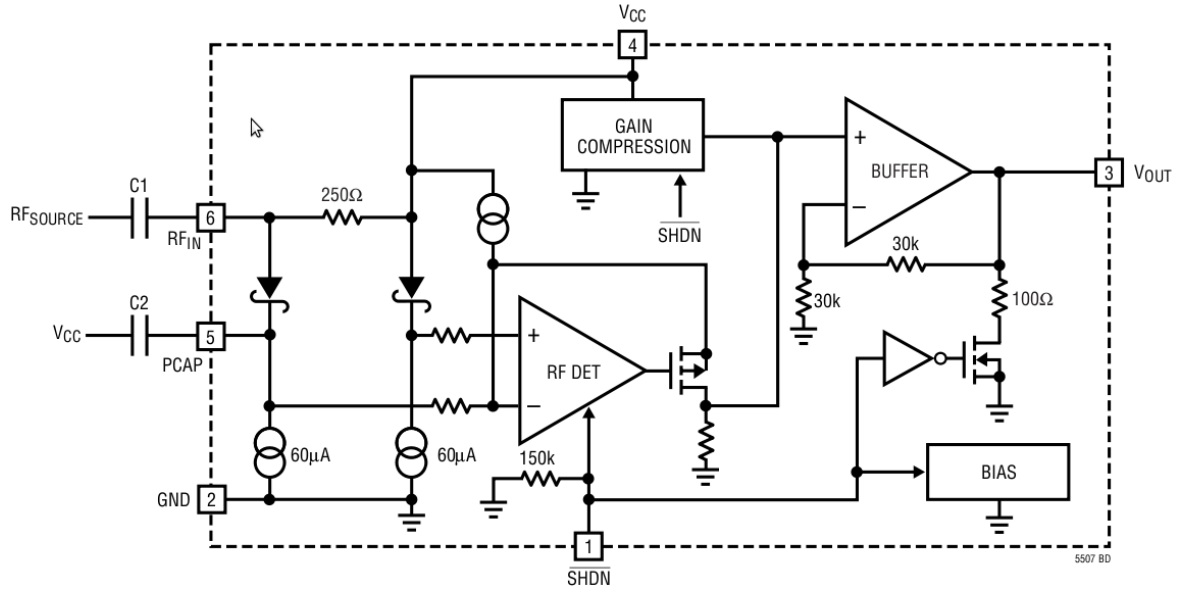 VCC
4
GAIN
COMPRESSION
+
BUFFER
−
3
VOUT
C1
RFSOURCE
6
RFIN
250Ω
SHDN
30k
30k
100Ω
C2
VCC
5
PCAP
+
RF DET
−
60µA
60µA
150k
BIAS
GND
2
1
SHDN
5507 BD